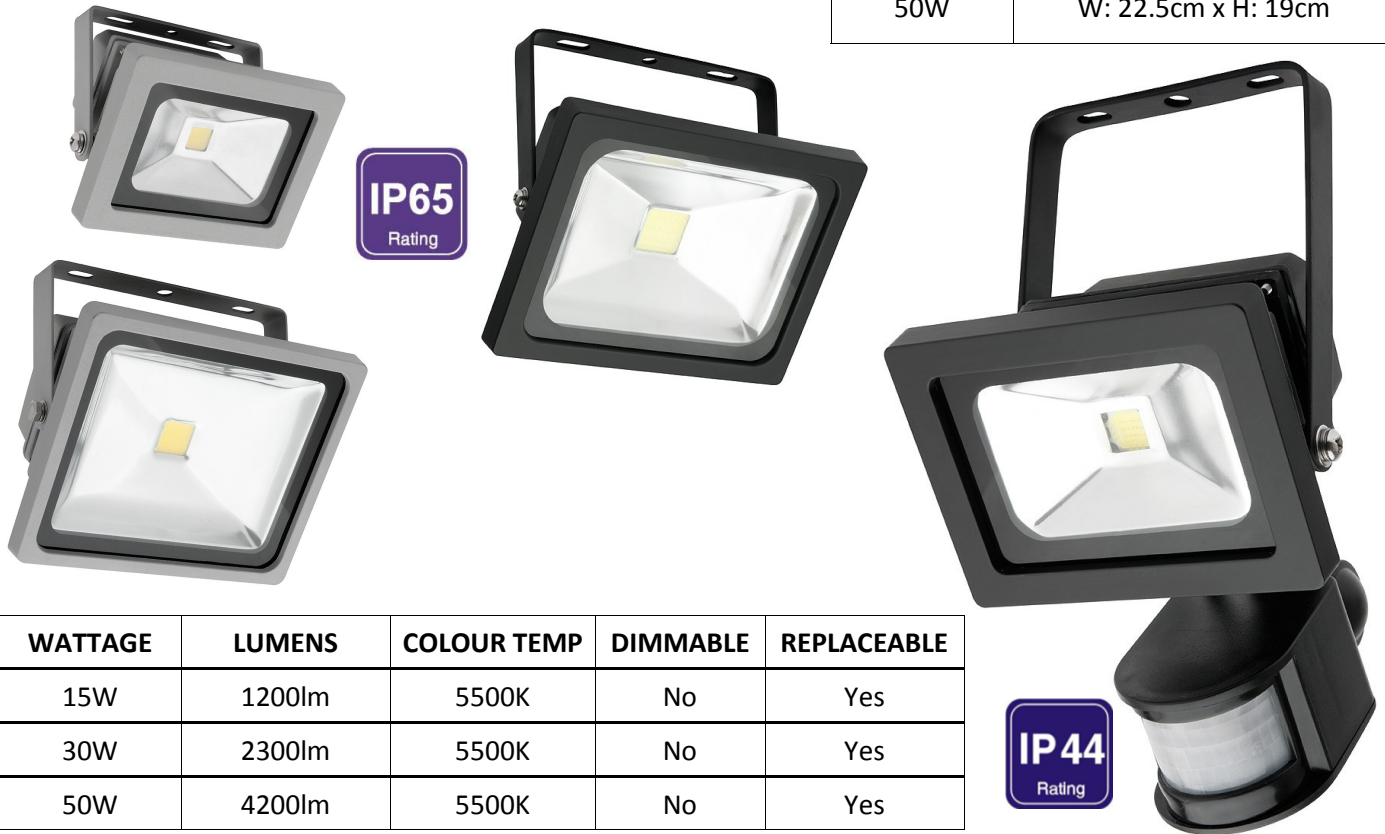 50W W: 22.5cm x H: 19cm
IP65
Rating
WATTAGE LUMENS COLOUR TEMP DIMMABLE REPLACEABLE
15W 1200lm 5500K No Yes
30W 2300lm 5500K No Yes
50W 4200lm 5500K No Yes
IP44
Rating